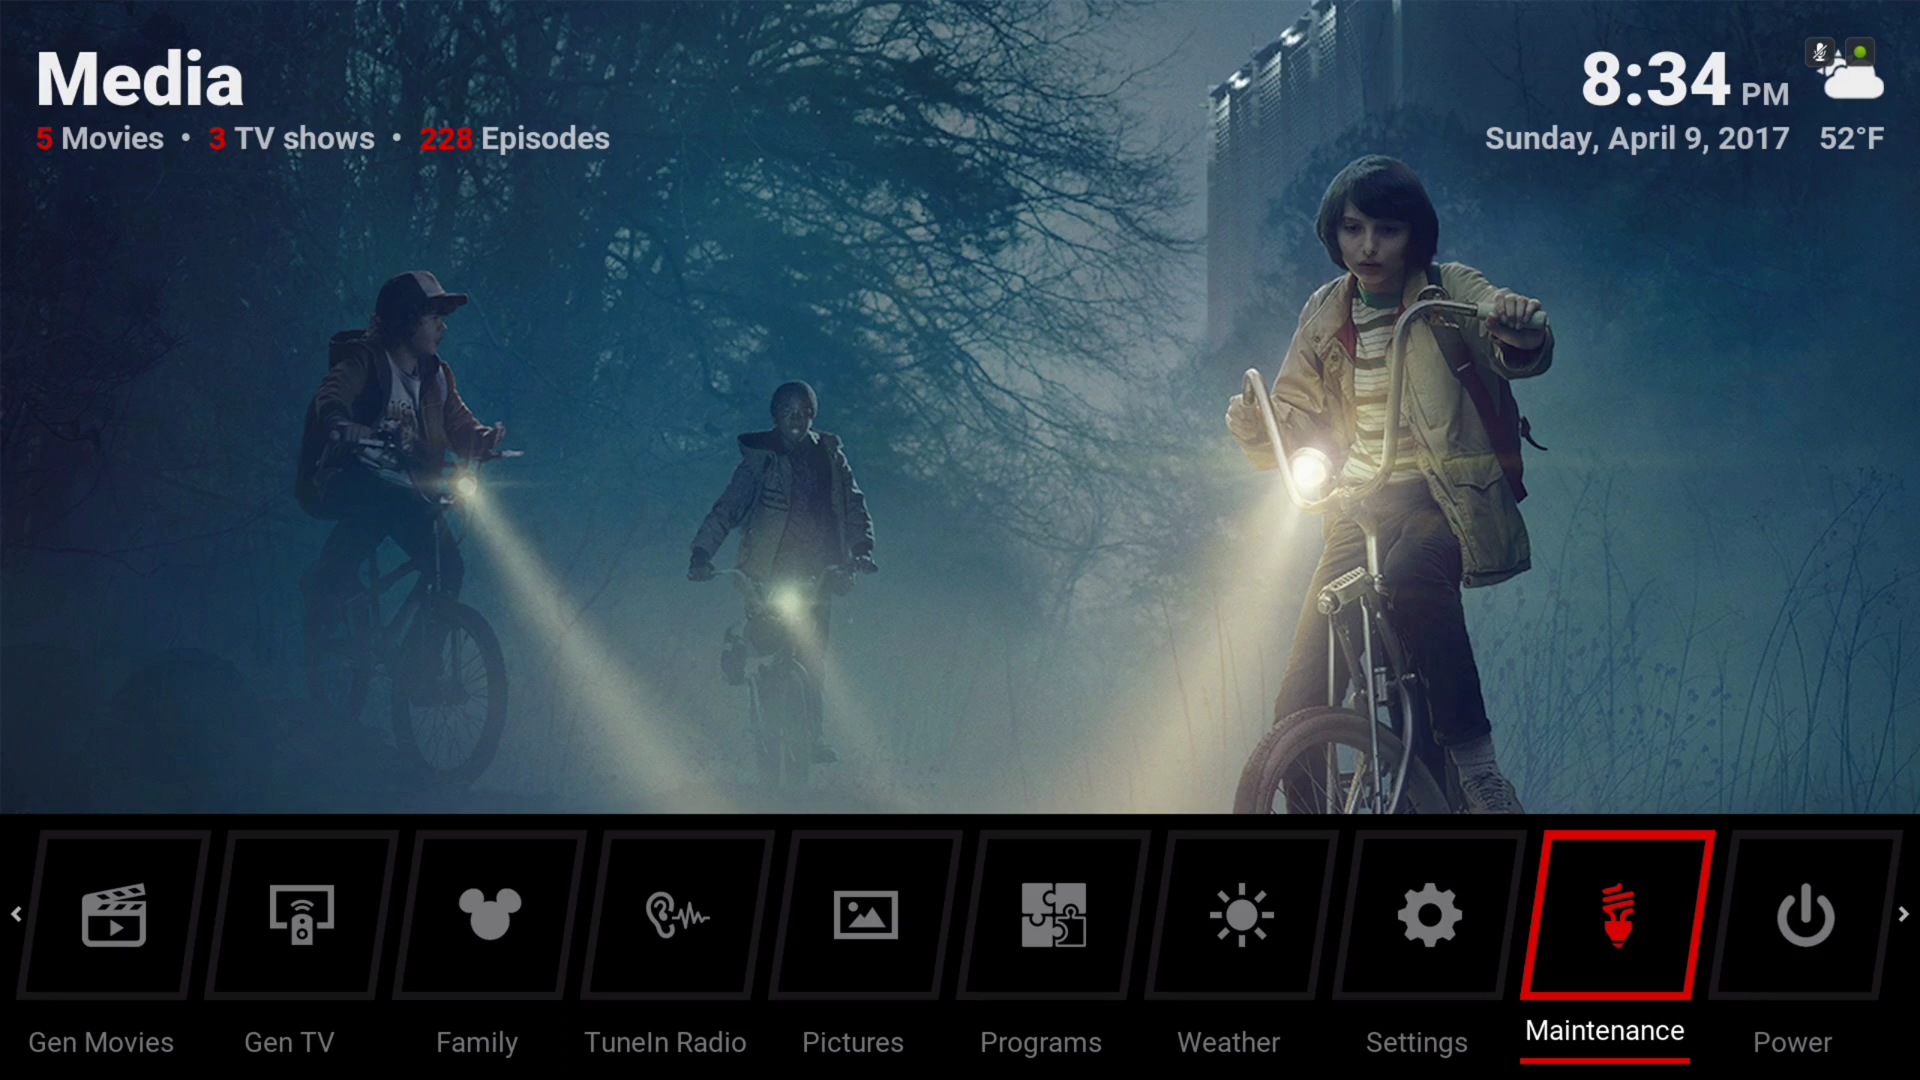 Media
5 Movies • 3 TV shows • 228 Episodes
8:34 PM
Sunday, April 9, 2017 52°F
Gen Movies
Gen TV
Family
TuneIn Radio
Pictures
Programs
Weather
Settings
Maintenance
Power